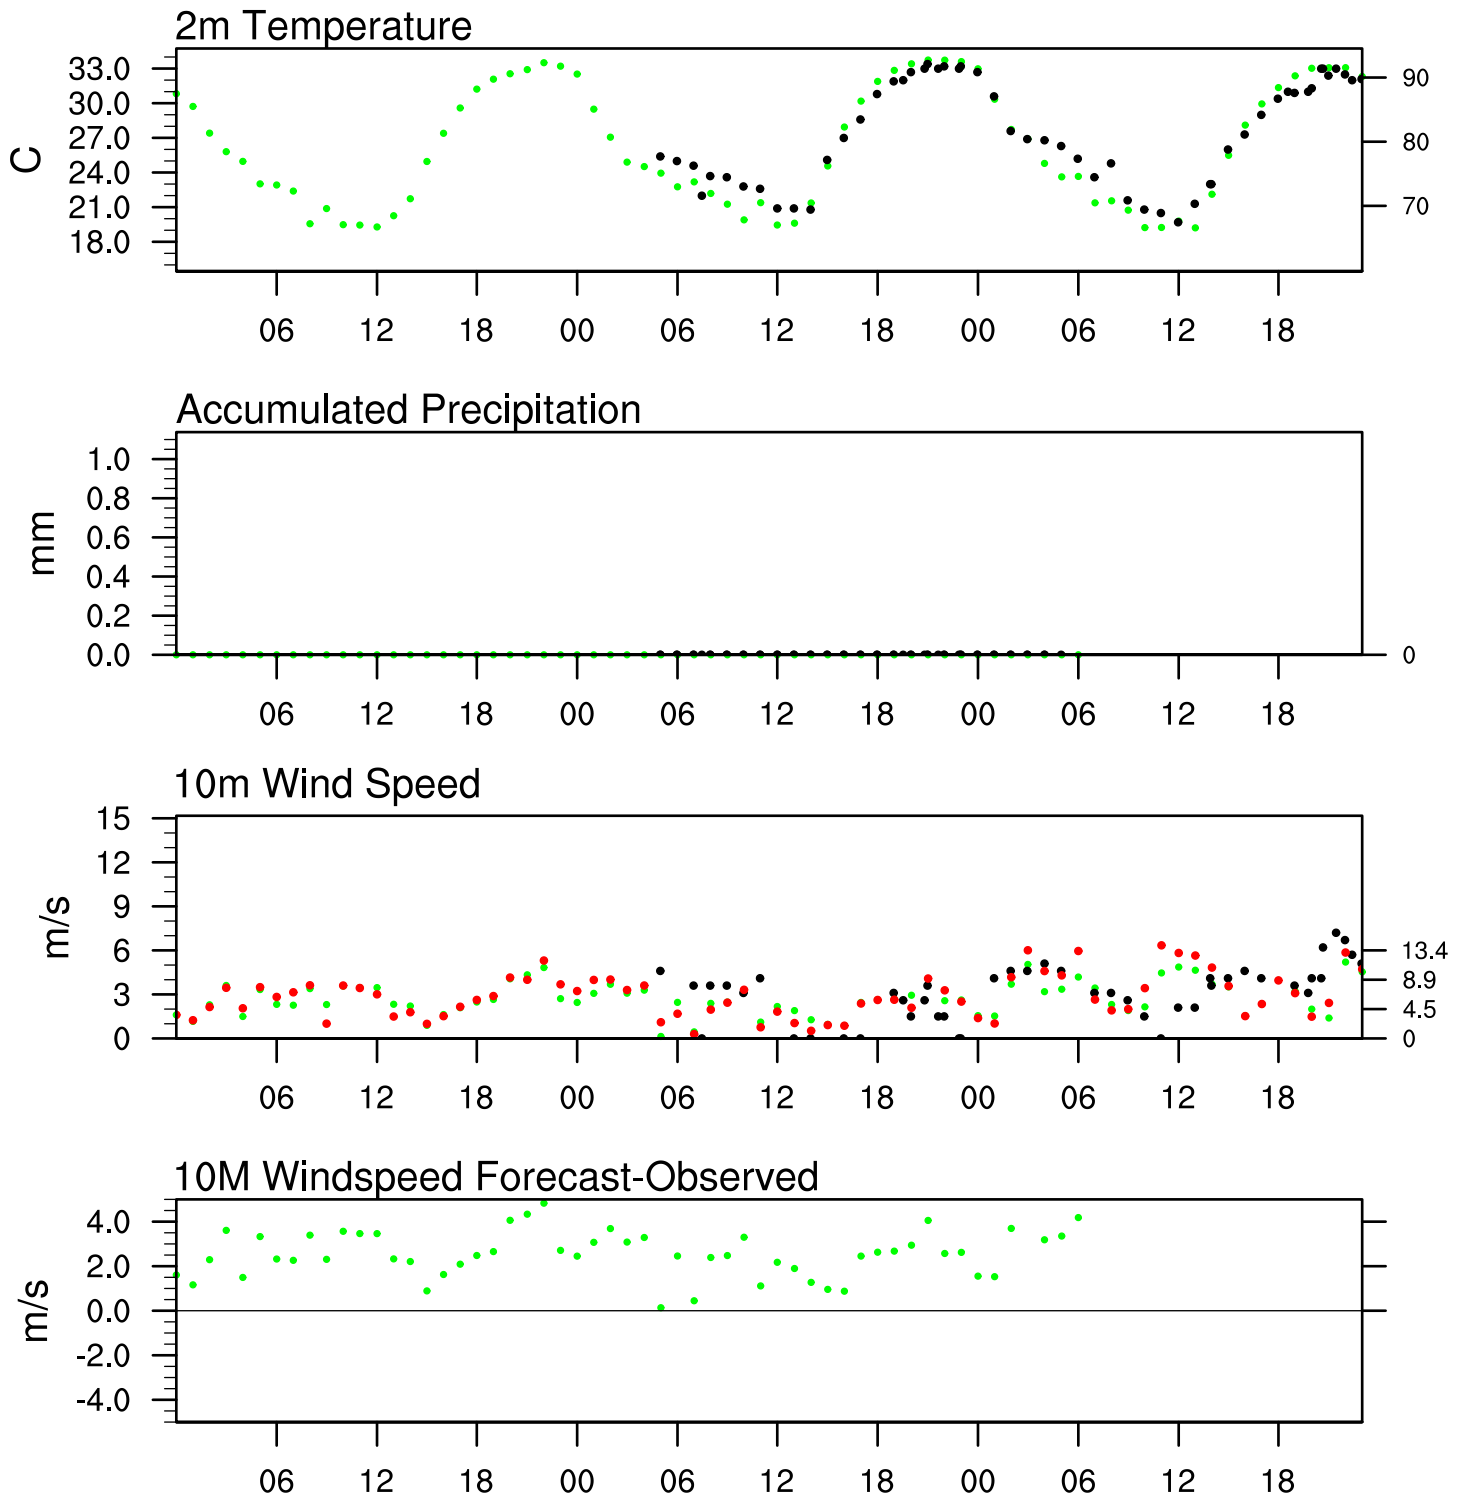 2m Temperature
33.0
30.0
27.0
24.0
21.0
18.0
C
90
80
70
06 12 18 00 06 12 18 00 06 12 18
Accumulated Precipitation
1.0
0.8
0.6
0.4
0.2
0.0
mm
0
06 12 18 00 06 12 18 00 06 12 18
10m Wind Speed
15
12
9
6
3
0
m/s
13.4
8.9
4.5
0
06 12 18 00 06 12 18 00 06 12 18
10M Windspeed Forecast-Observed
4.0
2.0
0.0
-2.0
-4.0
m/s
06 12 18 00 06 12 18 00 06 12 18